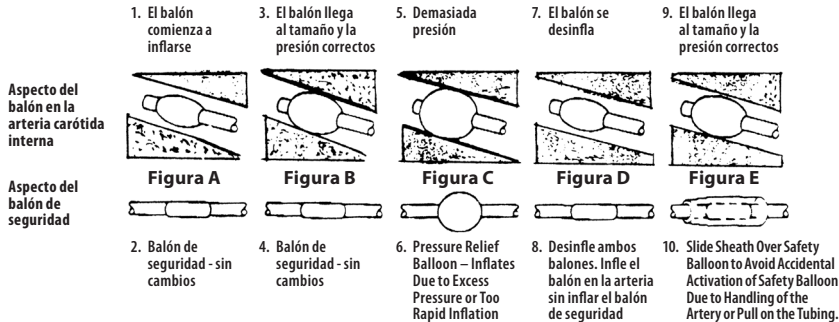 1. El balón
comienza a
inflarse
3. El balón llega
al tamaño y la
presión correctos
5. Demasiada
presión
7. El balón se
desinfla
9. El balón llega
al tamaño y la
presión correctos
Aspecto del
balón en la
arteria carótida
interna
Figura A
Figura B
Figura C
Figura D
Figura E
Aspecto del
balón de
seguridad
2. Balón de
seguridad - sin
cambios
4. Balón de
seguridad - sin
cambios
6. Pressure Relief
Balloon – Inflates
Due to Excess
Pressure or Too
Rapid Inflation
8. Desinfle ambos
balones. Infle el
balón en la arteria
sin inflar el balón
de seguridad
10. Slide Sheath Over Safety
Balloon to Avoid Accidental
Activation of Safety Balloon
Due to Handling of the
Artery or Pull on the Tubing.